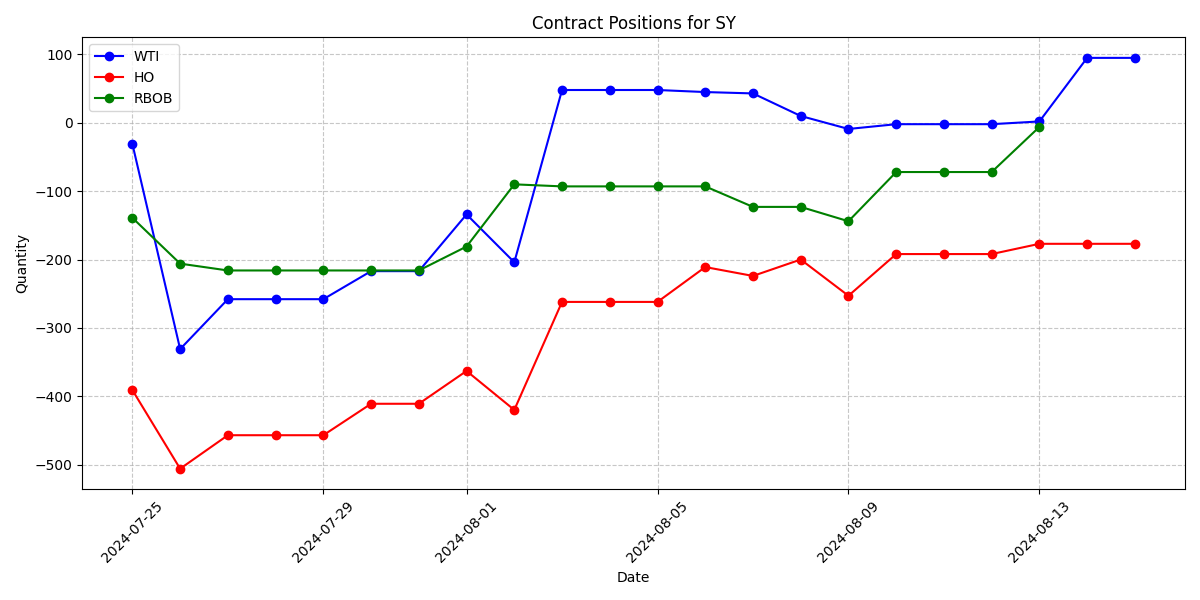 Contract Positions for SY
WTI
HO
RBOB
100
0
−100
−200
−300
−400
−500
Quantity
2024-07-25
2024-07-29
2024-08-01
2024-08-05
2024-08-09
2024-08-13
Date